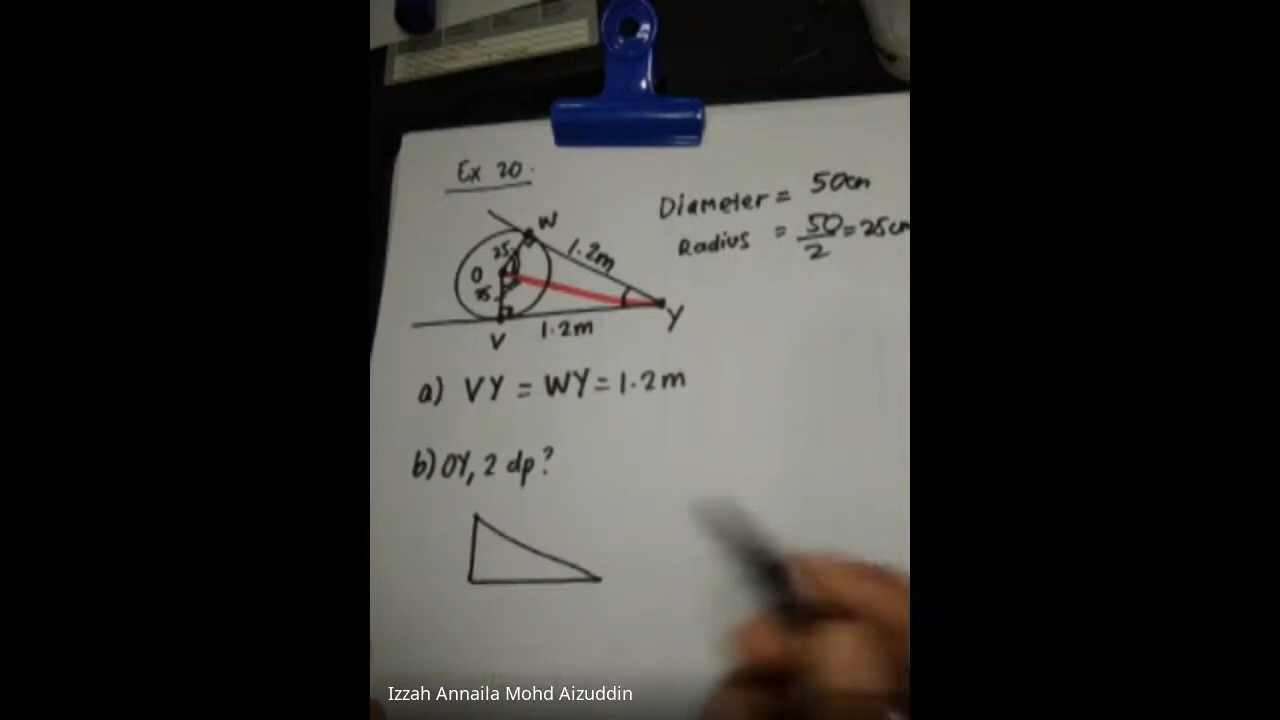 Ex 20.
Diameter = 50cm
Radius = 50/2 = 25cm
W
25
1.2m
O
25
V
1.2m
Y
a) VY = WY = 1.2m
b) OY, 2 dp?
Izzah Annaila Mohd Aizuddin